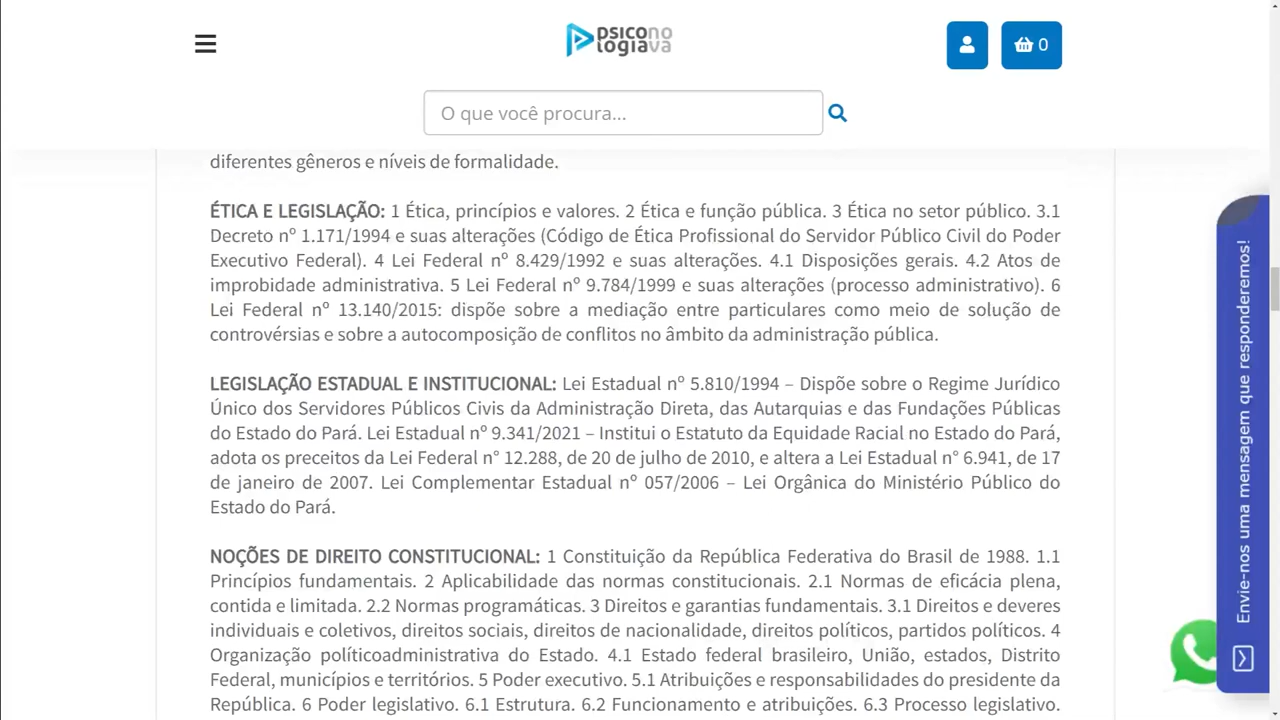 psicono
logiava
0
O que você procura...
diferentes gêneros e níveis de formalidade.
ÉTICA E LEGISLAÇÃO: 1 Ética, princípios e valores. 2 Ética e função pública. 3 Ética no setor público. 3.1
Decreto nº 1.171/1994 e suas alterações (Código de Ética Profissional do Servidor Público Civil do Poder
Executivo Federal). 4 Lei Federal nº 8.429/1992 e suas alterações. 4.1 Disposições gerais. 4.2 Atos de
improbidade administrativa. 5 Lei Federal nº 9.784/1999 e suas alterações (processo administrativo). 6
Lei Federal nº 13.140/2015: dispõe sobre a mediação entre particulares como meio de solução de
controvérsias e sobre a autocomposição de conflitos no âmbito da administração pública.
LEGISLAÇÃO ESTADUAL E INSTITUCIONAL: Lei Estadual nº 5.810/1994 – Dispõe sobre o Regime Jurídico
Único dos Servidores Públicos Civis da Administração Direta, das Autarquias e das Fundações Públicas
do Estado do Pará. Lei Estadual nº 9.341/2021 – Institui o Estatuto da Equidade Racial no Estado do Pará,
adota os preceitos da Lei Federal n° 12.288, de 20 de julho de 2010, e altera a Lei Estadual n° 6.941, de 17
de janeiro de 2007. Lei Complementar Estadual nº 057/2006 – Lei Orgânica do Ministério Público do
Estado do Pará.
NOÇÕES DE DIREITO CONSTITUCIONAL: 1 Constituição da República Federativa do Brasil de 1988. 1.1
Princípios fundamentais. 2 Aplicabilidade das normas constitucionais. 2.1 Normas de eficácia plena,
contida e limitada. 2.2 Normas programáticas. 3 Direitos e garantias fundamentais. 3.1 Direitos e deveres
individuais e coletivos, direitos sociais, direitos de nacionalidade, direitos políticos, partidos políticos. 4
Organização políticoadministrativa do Estado. 4.1 Estado federal brasileiro, União, estados, Distrito
Federal, municípios e territórios. 5 Poder executivo. 5.1 Atribuições e responsabilidades do presidente da
República. 6 Poder legislativo. 6.1 Estrutura. 6.2 Funcionamento e atribuições. 6.3 Processo legislativo.
Envie-nos uma mensagem que responderemos!